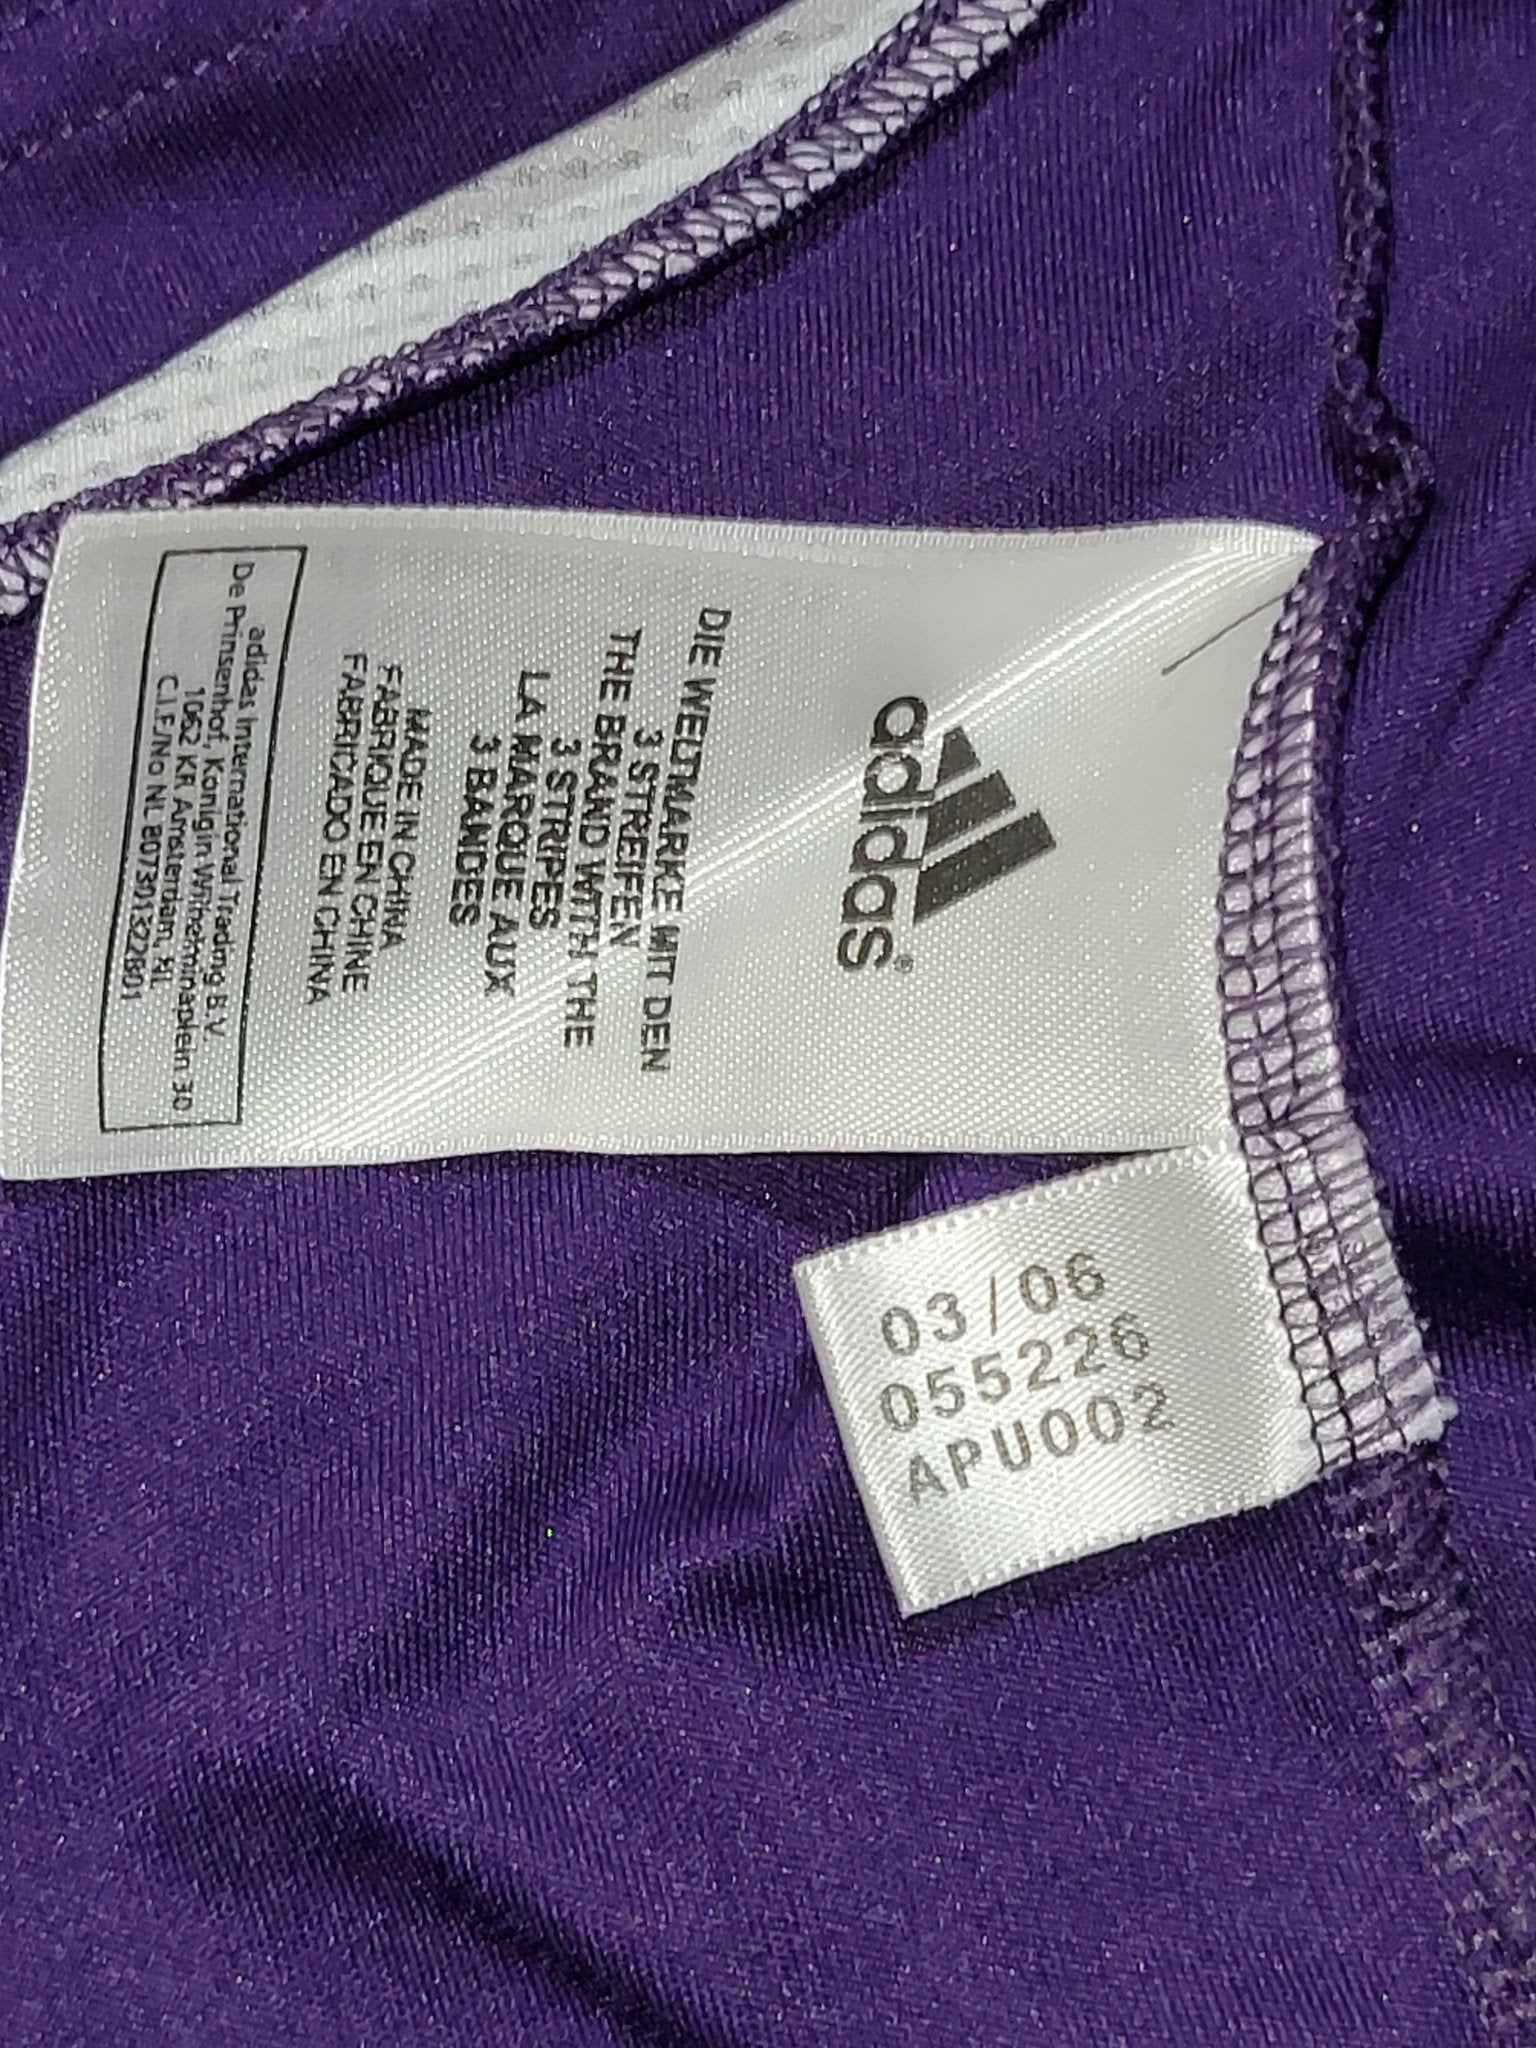 adidas®
DIE WELTMARKE MIT DEN
3 STREIFEN
THE BRAND WITH THE
3 STRIPES
LA MARQUE AUX
3 BANDES
MADE IN CHINA
FABRIQUE EN CHINE
FABRICADO EN CHINA
adidas International Trading B.V.
De Prinsenhof, Konigin Wilhelminaplein 30
1062 KR Amsterdam, NL
C.I.F./No NL 807301322B01
03/06
055226
APU002